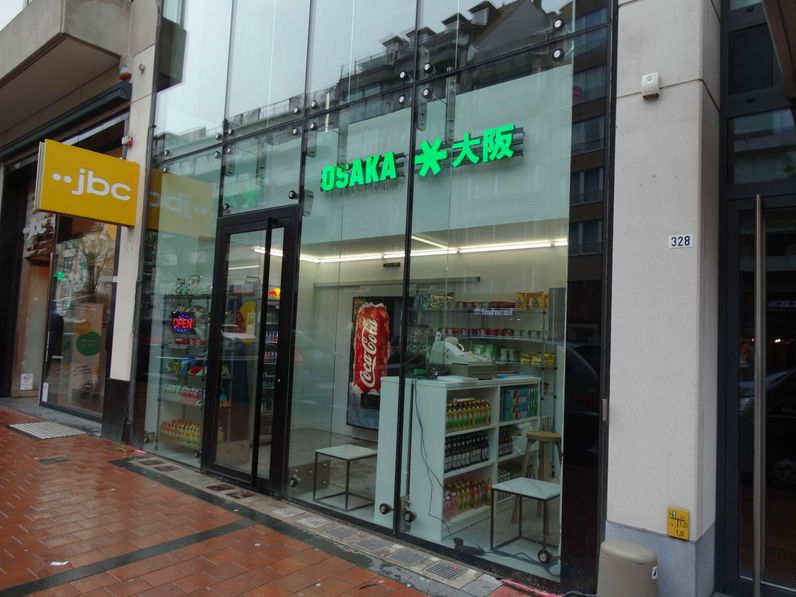 ..jbc
OSAKA * 大阪
OPEN
Coca-Cola
328